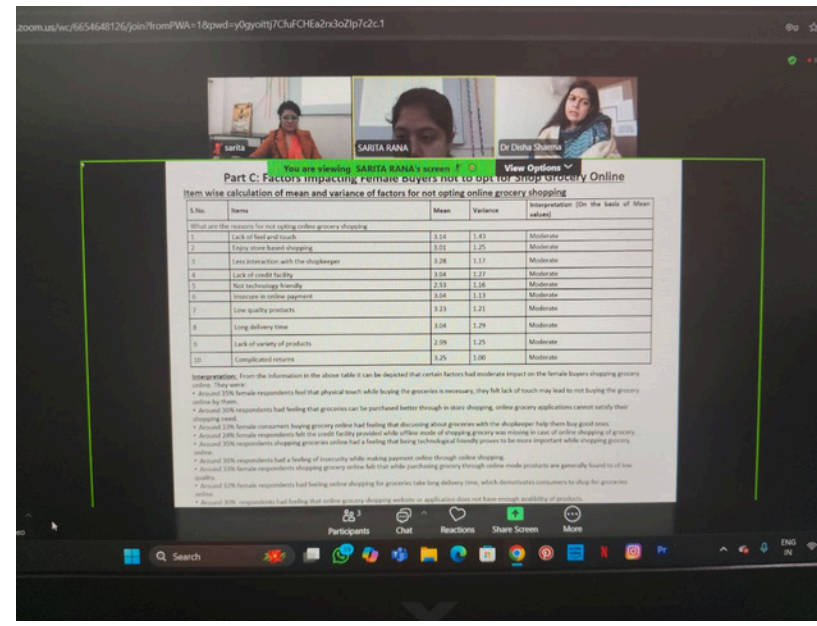 .zoom.us/wc/6654648126/join?fromPWA=1&pwd=y0gyoittj7CfuFCHEa2rx3oZIp7c2c.1
sarita
SARITA RANA
Dr Disha Sharma
You are viewing SARITA RANA's screen
View Options
Part C: Factors Impacting Female Buyers not to opt for Shop Grocery Online
Item wise calculation of mean and variance of factors for not opting online grocery shopping
S.No. Items Mean Variance Interpretation (On the basis of Mean values)
What are the reasons for not opting online grocery shopping
1 Lack of feel and touch 3.14 1.43 Moderate
2 Enjoy store based shopping 3.01 1.25 Moderate
3 Less interaction with the shopkeeper 3.28 1.17 Moderate
4 Lack of credit facility 3.04 1.27 Moderate
5 Not technology friendly 2.93 1.16 Moderate
6 Insecure in online payment 3.04 1.13 Moderate
7 Low quality products 3.23 1.21 Moderate
8 Long delivery time 3.04 1.29 Moderate
9 Lack of variety of products 2.99 1.25 Moderate
10 Complicated returns 3.25 1.00 Moderate
Interpretation: From the information in the above table it can be depicted that certain factors had moderate impact on the female buyers shopping grocery
online. They were:
• Around 35% female respondents feel that physical touch while buying the groceries is necessary, they felt lack of touch may lead to not buying the grocery
online by them.
• Around 30% respondents had feeling that groceries can be purchased better through in store shopping, online grocery applications cannot satisfy their
shopping need.
• Around 33% female consumers buying grocery online had feeling that discussing about groceries with the shopkeeper help them buy good ones.
• Around 24% female respondents felt the credit facility provided while offline mode of shopping grocery was missing in case of online shopping of grocery.
• Around 35% respondents shopping groceries online had a feeling that being technological friendly proves to be more important while shopping grocery
online.
• Around 36% respondents had a feeling of insecurity while making payment online through online shopping.
• Around 33% female respondents shopping grocery online felt that while purchasing grocery through online mode products are generally found to of low
quality.
• Around 32% female respondents had feeling online shopping for groceries take long delivery time, which demotivates consumers to shop for groceries
online.
• Around 30% respondents had feeling that online grocery shopping website or application does not have enough availability of products.
Participants
3
Chat
Reactions
Share Screen
More
Search
Pr
ENG
IN